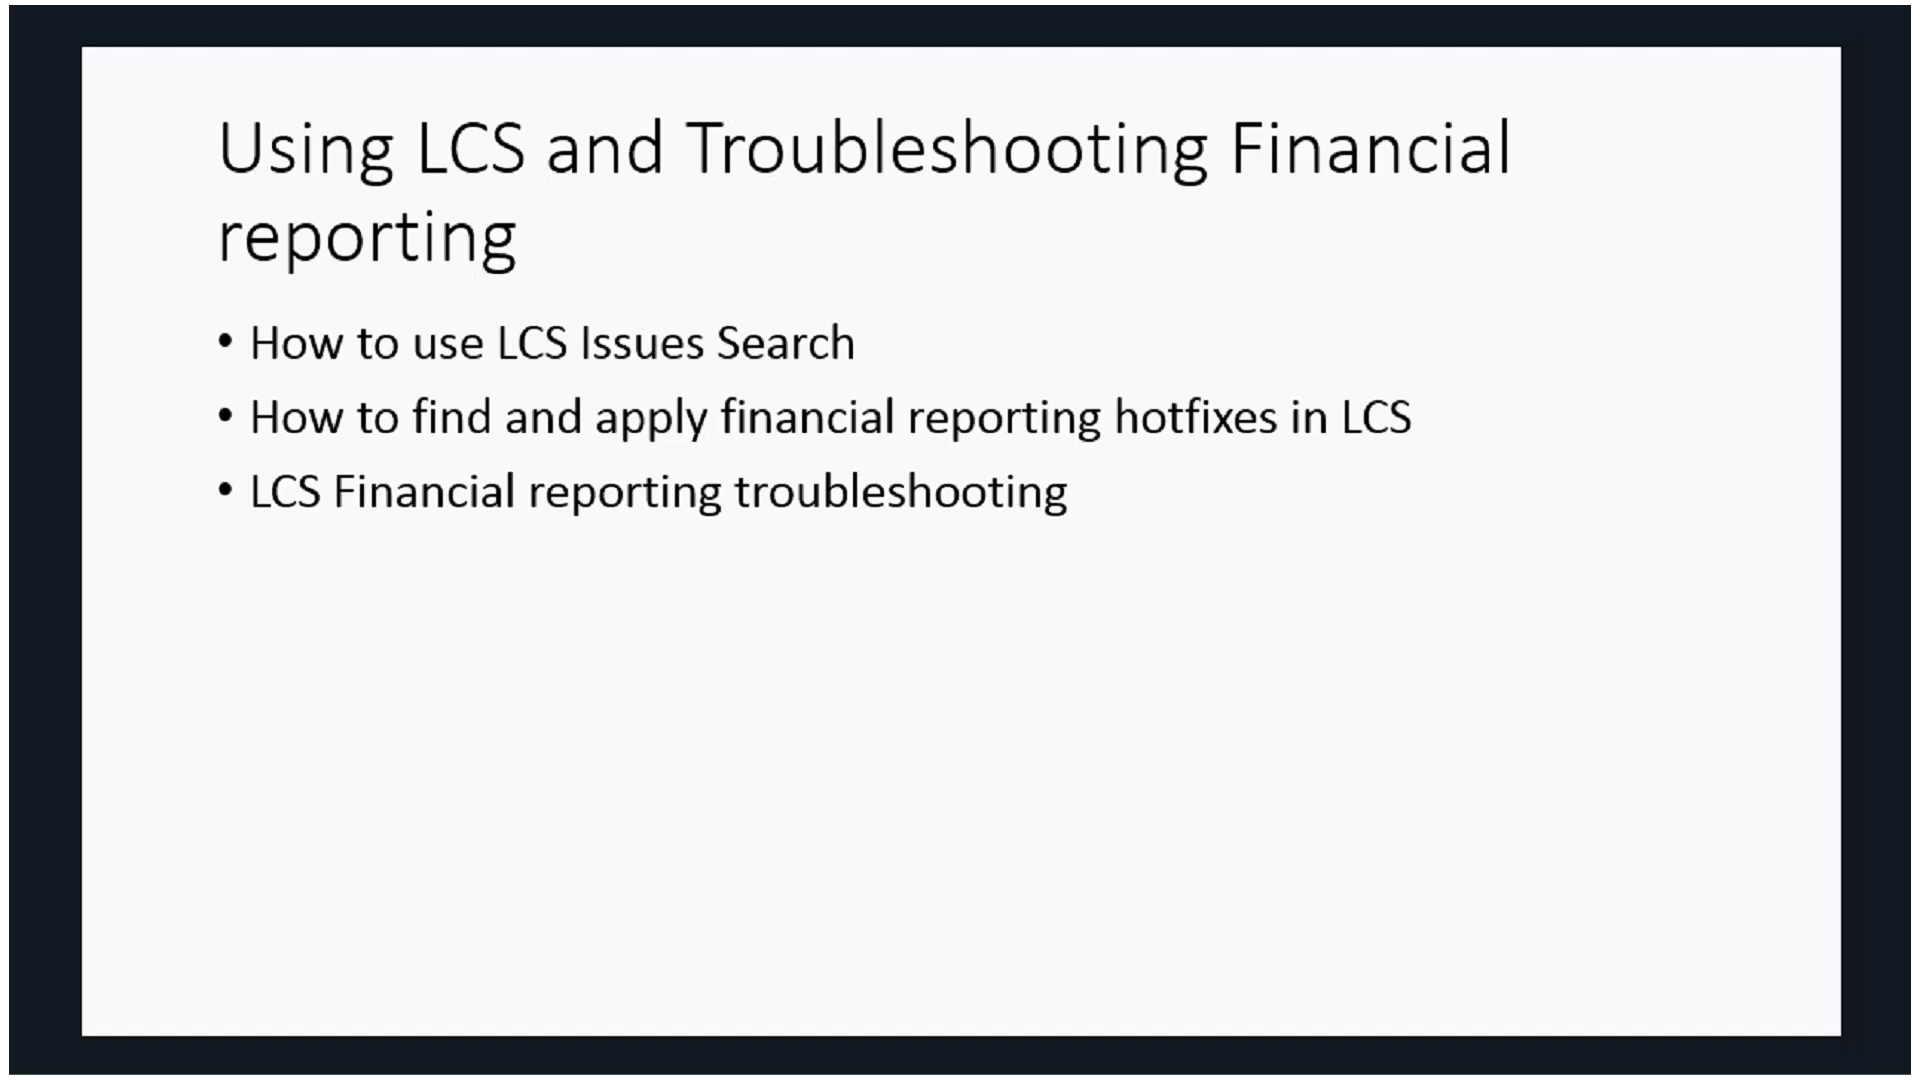 Using LCS and Troubleshooting Financial
reporting
• How to use LCS Issues Search
• How to find and apply financial reporting hotfixes in LCS
• LCS Financial reporting troubleshooting